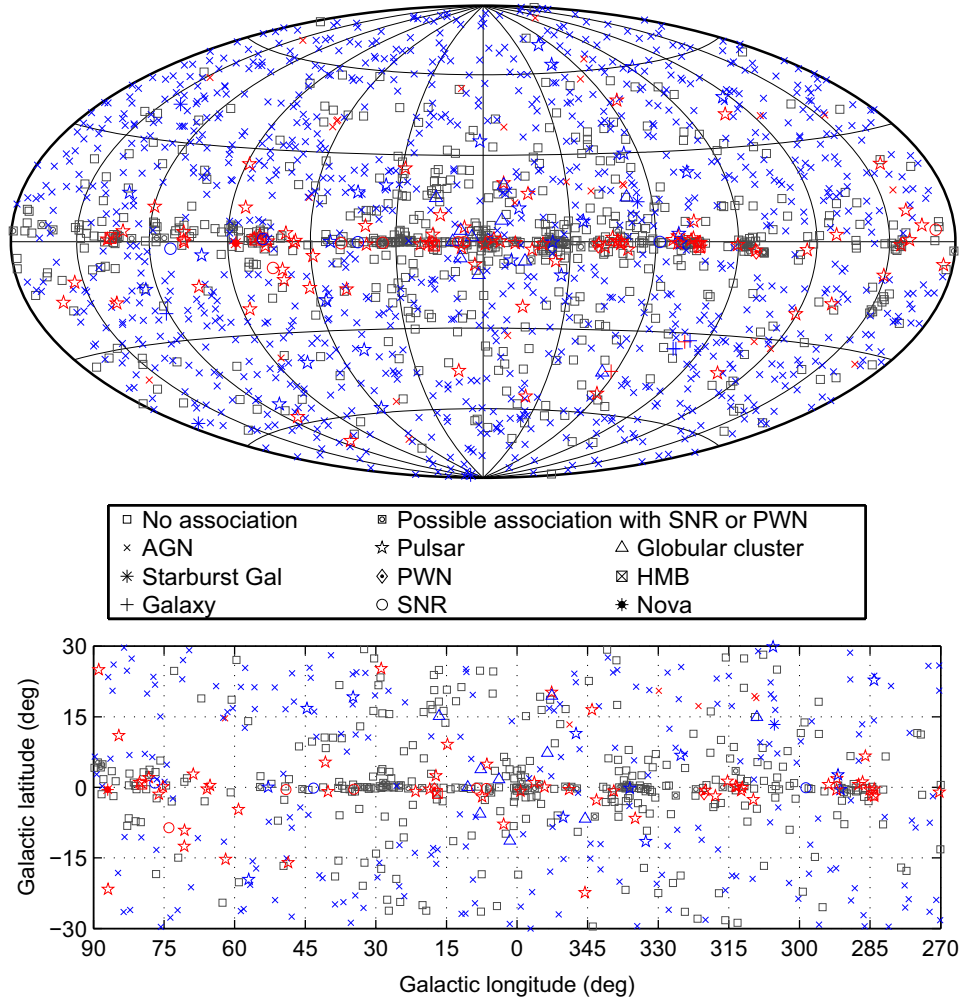 No association
Possible association with SNR or PWN
AGN
Pulsar
Globular cluster
Starburst Gal
PWN
HMB
Galaxy
SNR
Nova
30
15
0
−15
−30
Galactic latitude (deg)
90 75 60 45 30 15 0 345 330 315 300 285 270
Galactic longitude (deg)